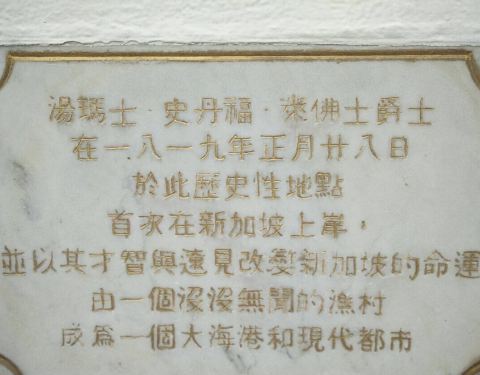 湯瑪士·史丹福·來佛士爵士
在一八一九年正月廿八日
於此歷史性地點
首次在新加坡上岸，
並以其才智與遠見改變新加坡的命運
由一個沒沒無聞的漁村
成為一個大海港和現代都市